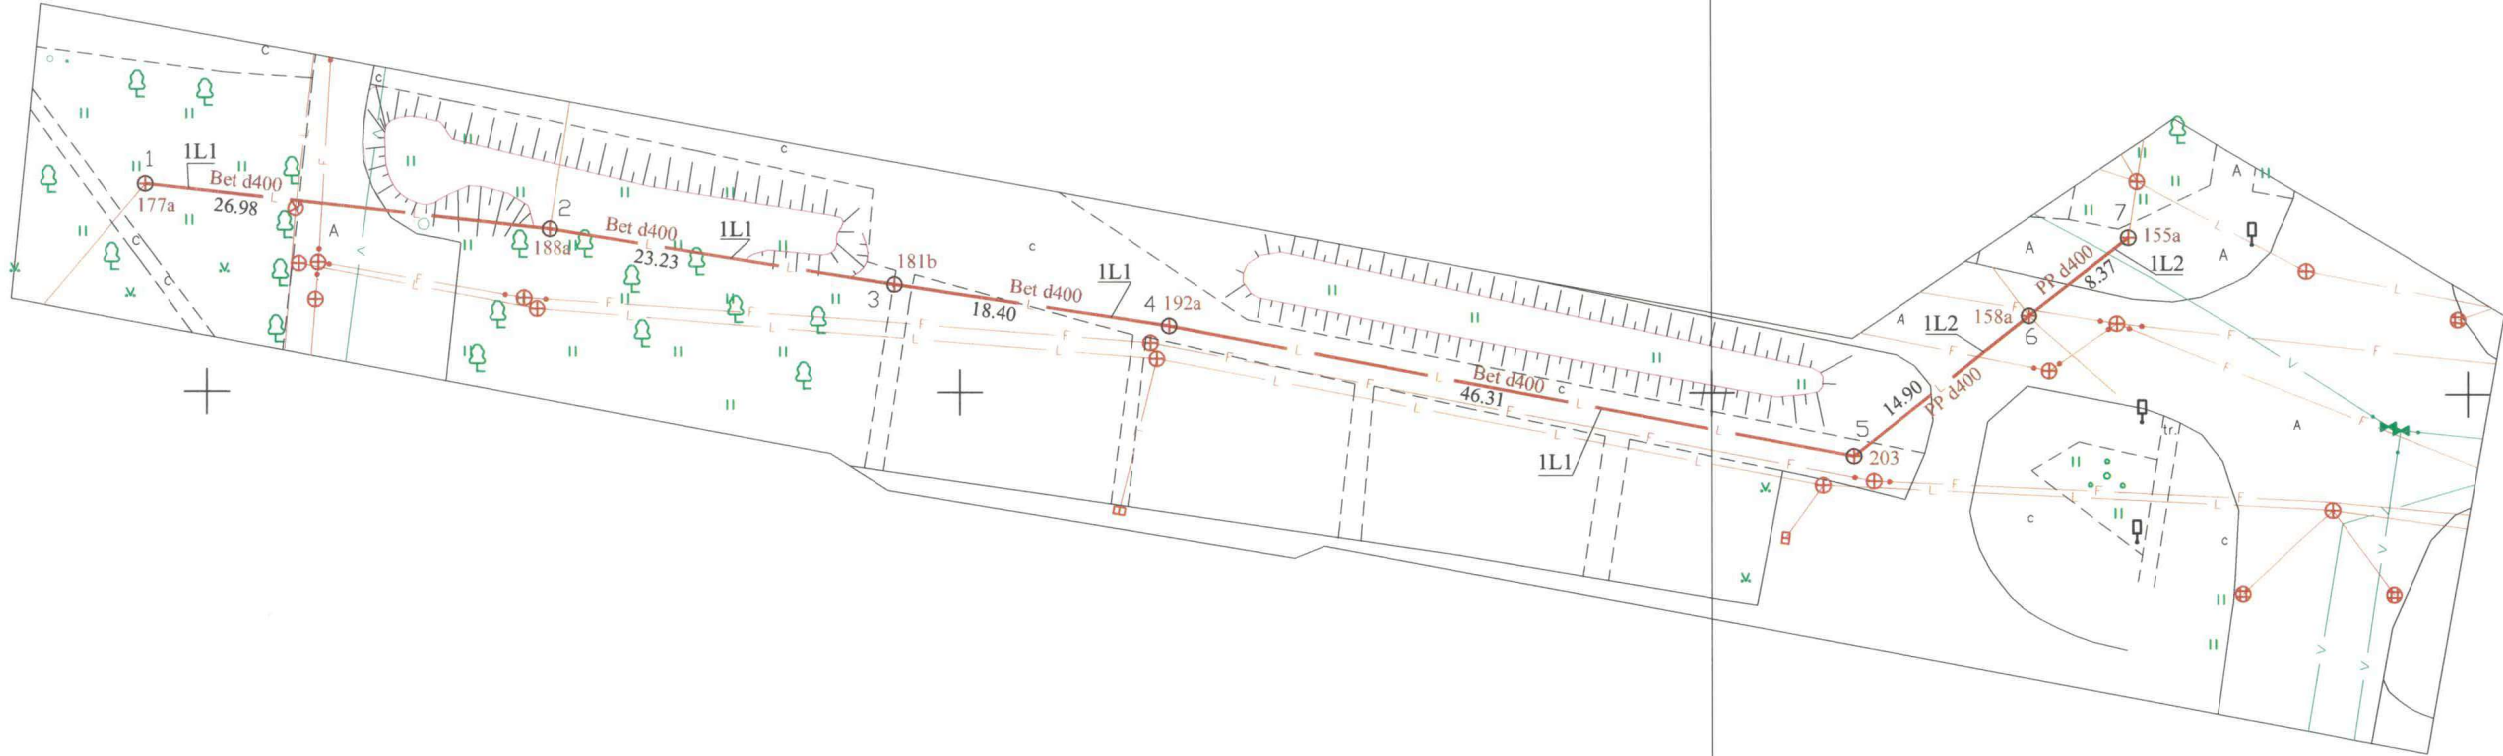 C
C
C
1
1L1
Bet d400
26.98
177a
A
C
C
2
Bet d400
23.23
188a
1L1
181b
3
C
Bet d400
18.40
1L1
4
192a
Bet d400
46.31
C
1L1
5
203
14.90
PP d400
1L2
158a
6
PP d400
8.37
7
155a
1L2
A
A
A
A
A
tr.
C
C
F
L
V